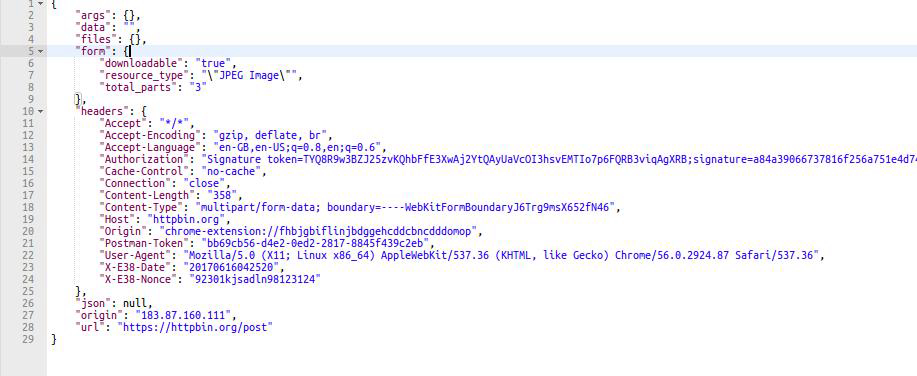 1 {
2 "args": {},
3 "data": "",
4 "files": {},
5 "form": {
6 "downloadable": "true",
7 "resource_type": "\"JPEG Image\"",
8 "total_parts": "3"
9 },
10 "headers": {
11 "Accept": "*/*",
12 "Accept-Encoding": "gzip, deflate, br",
13 "Accept-Language": "en-GB,en-US;q=0.8,en;q=0.6",
14 "Authorization": "Signature token=TYQ8R9w3BZJ25zvKQhbFfE3XwAj2YtQAyUaVcOI3hsvEMTIo7p6FQRB3viqAgXRB;signature=a84a39066737816f256a751e4d74
15 "Cache-Control": "no-cache",
16 "Connection": "close",
17 "Content-Length": "358",
18 "Content-Type": "multipart/form-data; boundary=----WebKitFormBoundaryJ6Trg9msX652fN46",
19 "Host": "httpbin.org",
20 "Origin": "chrome-extension://fhbjgbiflinjbdggehcddcbncdddomop",
21 "Postman-Token": "bb69cb56-d4e2-0ed2-2817-8845f439c2eb",
22 "User-Agent": "Mozilla/5.0 (X11; Linux x86_64) AppleWebKit/537.36 (KHTML, like Gecko) Chrome/56.0.2924.87 Safari/537.36",
23 "X-E38-Date": "20170616042520",
24 "X-E38-Nonce": "92301kjsadln98123124"
25 },
26 "json": null,
27 "origin": "183.87.160.111",
28 "url": "https://httpbin.org/post"
29 }